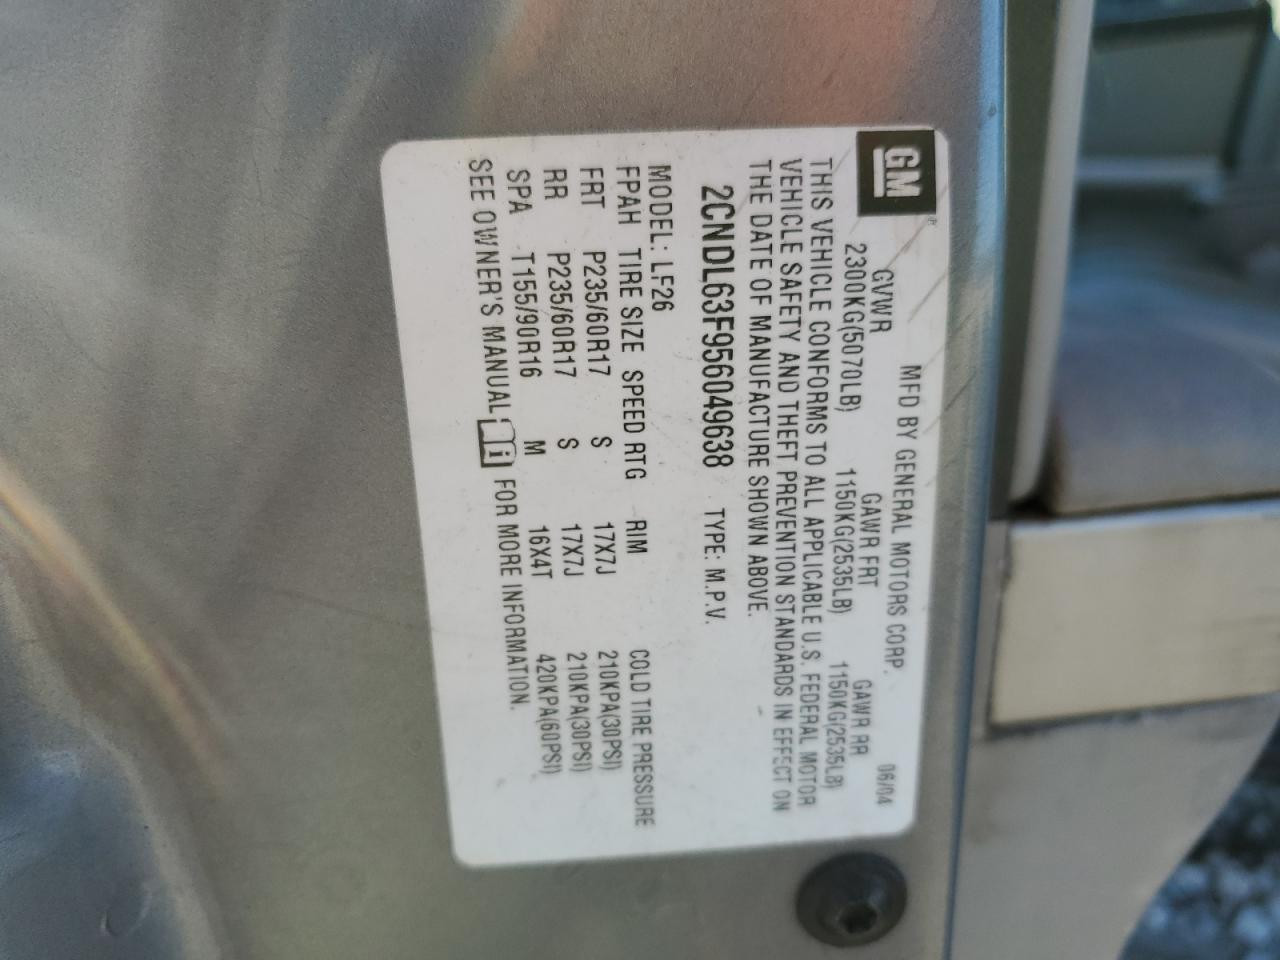 GM
MFD BY GENERAL MOTORS CORP. 06/04
GVWR GAWR FRT GAWR RR
2300KG(5070LB) 1150KG(2535LB) 1150KG(2535LB)
THIS VEHICLE CONFORMS TO ALL APPLICABLE U.S. FEDERAL MOTOR
VEHICLE SAFETY AND THEFT PREVENTION STANDARDS IN EFFECT ON
THE DATE OF MANUFACTURE SHOWN ABOVE.
2CNDL63F956049638 TYPE: M.P.V.
MODEL: LF26
FPAH TIRE SIZE SPEED RTG RIM COLD TIRE PRESSURE
FRT P235/60R17 S 17X7J 210KPA(30PSI)
RR P235/60R17 S 17X7J 210KPA(30PSI)
SPA T155/90R16 M 16X4T 420KPA(60PSI)
SEE OWNER'S MANUAL i FOR MORE INFORMATION.